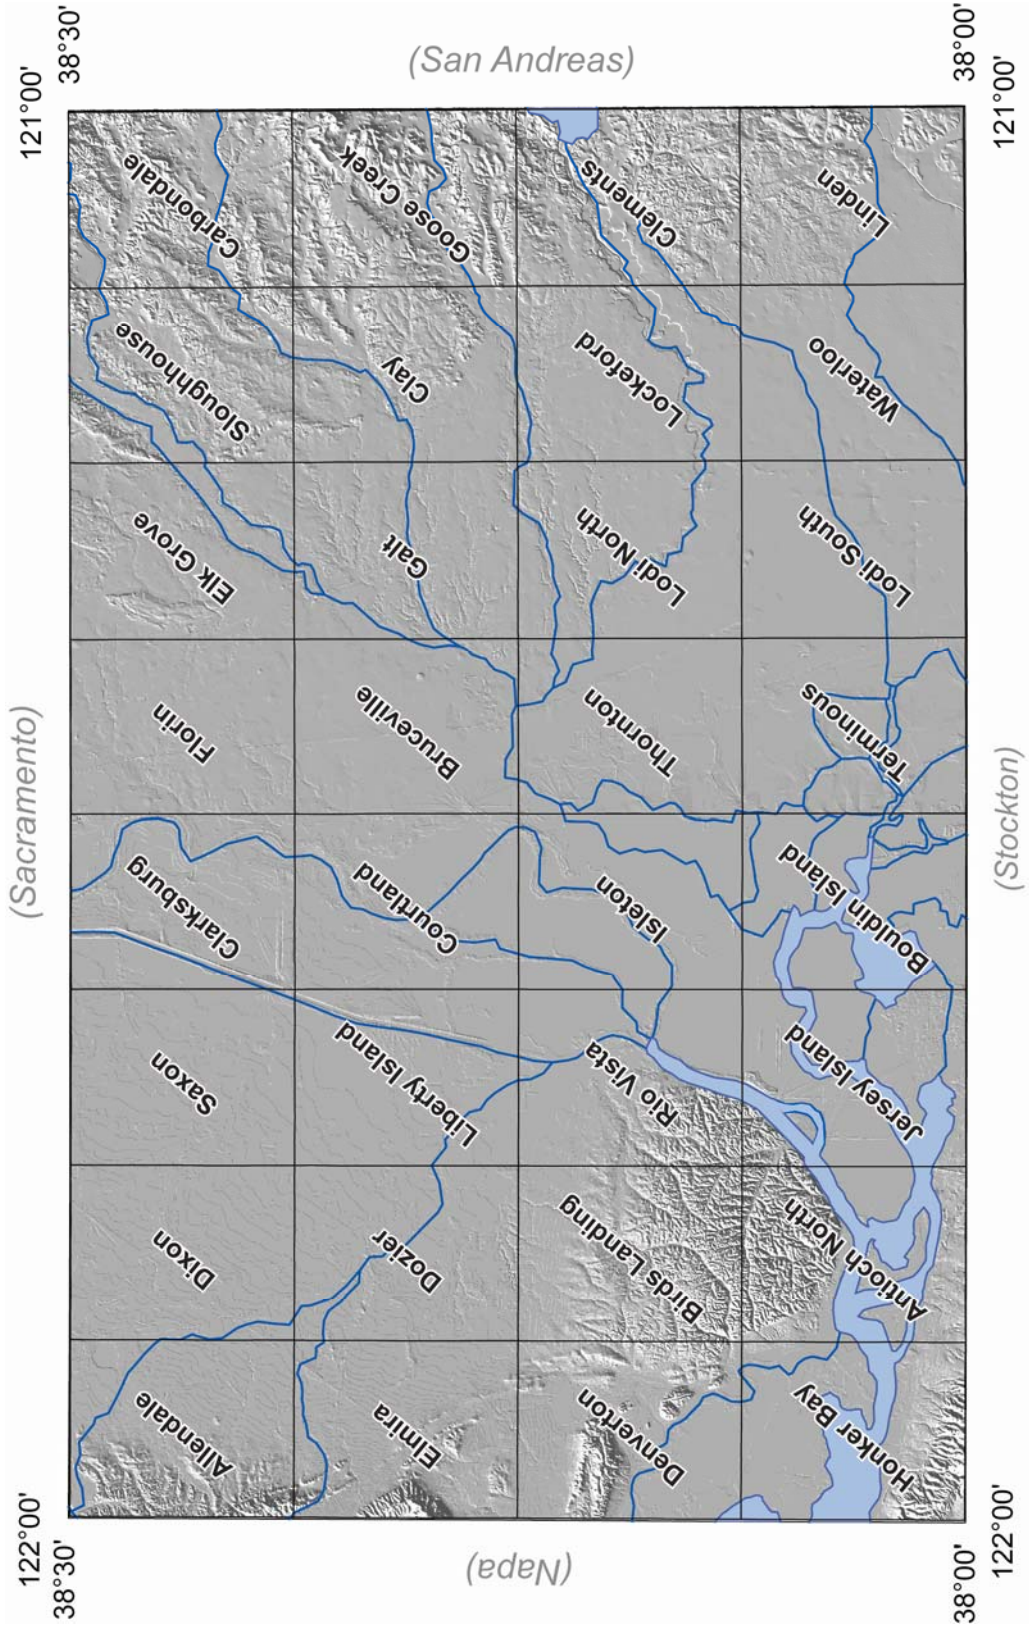 (Sacramento)
122°00'
121°00'
38°30'
38°30'
Allendale
Dixon
Saxon
Clarksburg
Florin
Elk Grove
Sloughhouse
Carbondale
Elmira
Dozier
Liberty Island
Courtland
Bruceville
Galt
Clay
Goose Creek
(Napa)
(San Andreas)
Denverton
Birds Landing
Rio Vista
Isleton
Thornton
Lodi North
Lockeford
Clements
Honker Bay
Antioch North
Jersey Island
Bouldin Island
Terminous
Lodi South
Waterloo
Linden
38°00'
38°00'
122°00'
121°00'
(Stockton)